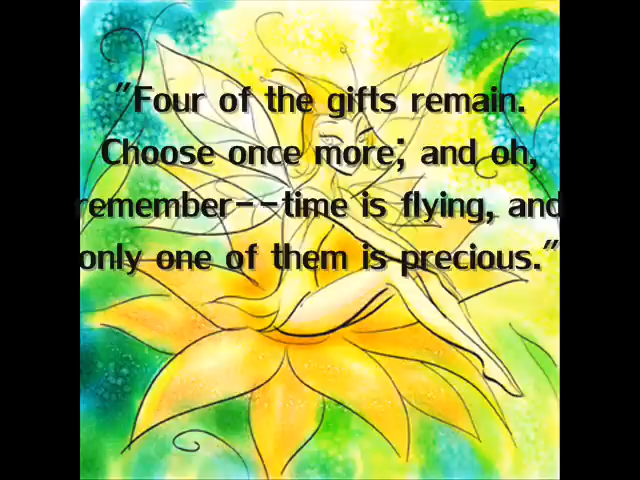 "Four of the gifts remain.
Choose once more; and oh,
remember--time is flying, and
only one of them is precious."